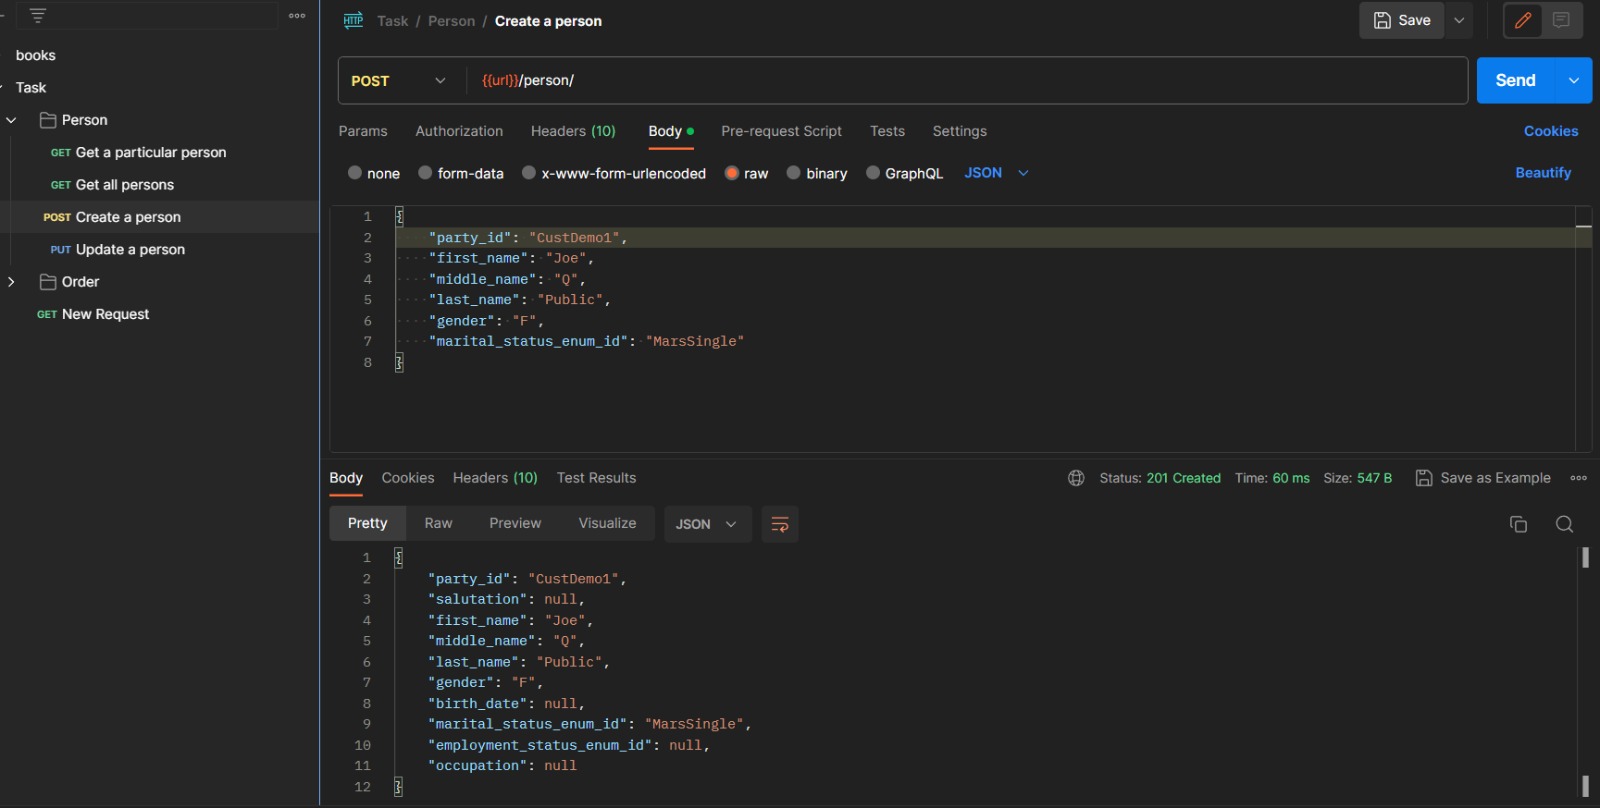 books
Task
Person
GET Get a particular person
GET Get all persons
POST Create a person
PUT Update a person
Order
GET New Request
HTTP Task / Person / Create a person
Save
POST {{url}}/person/ Send
Params Authorization Headers (10) Body Pre-request Script Tests Settings Cookies
none form-data x-www-form-urlencoded raw binary GraphQL JSON Beautify
1 {
2 "party_id": "CustDemo1",
3 "first_name": "Joe",
4 "middle_name": "Q",
5 "last_name": "Public",
6 "gender": "F",
7 "marital_status_enum_id": "MarsSingle"
8 }
Body Cookies Headers (10) Test Results Status: 201 Created Time: 60 ms Size: 547 B Save as Example
Pretty Raw Preview Visualize JSON
1 {
2 "party_id": "CustDemo1",
3 "salutation": null,
4 "first_name": "Joe",
5 "middle_name": "Q",
6 "last_name": "Public",
7 "gender": "F",
8 "birth_date": null,
9 "marital_status_enum_id": "MarsSingle",
10 "employment_status_enum_id": null,
11 "occupation": null
12 }